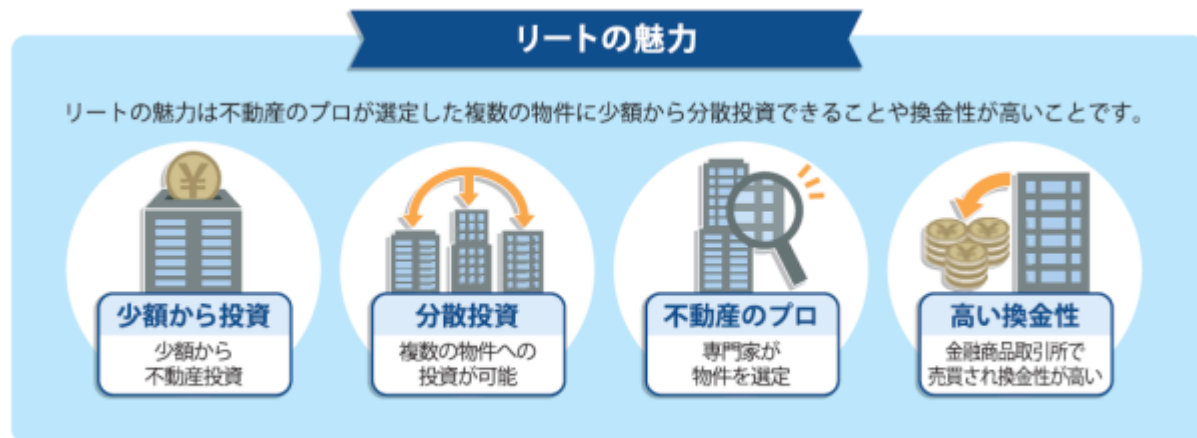 リートの魅力
リートの魅力は不動産のプロが選定した複数の物件に少額から分散投資できることや換金性が高いことです。
少額から投資
少額から
不動産投資
分散投資
複数の物件への
投資が可能
不動産のプロ
専門家が
物件を選定
高い換金性
金融商品取引所で
売買され換金性が高い